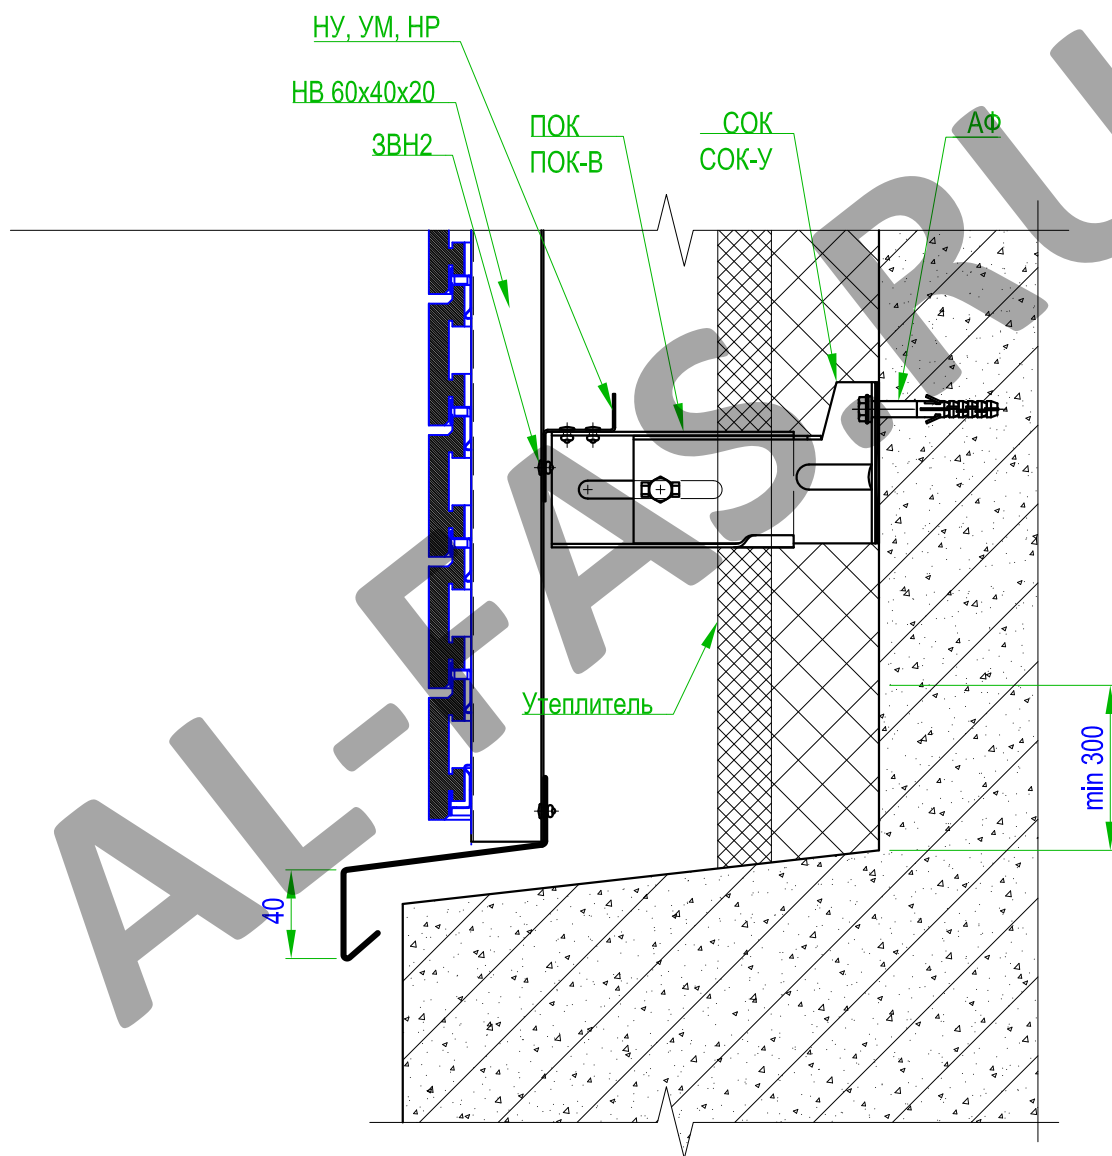 НУ, УМ, НР
НВ 60х40х20
ЗВН2
ПОК
ПОК-В
СОК
СОК-У
АФ
Утеплитель
min 300
40
AL-FAS.RU